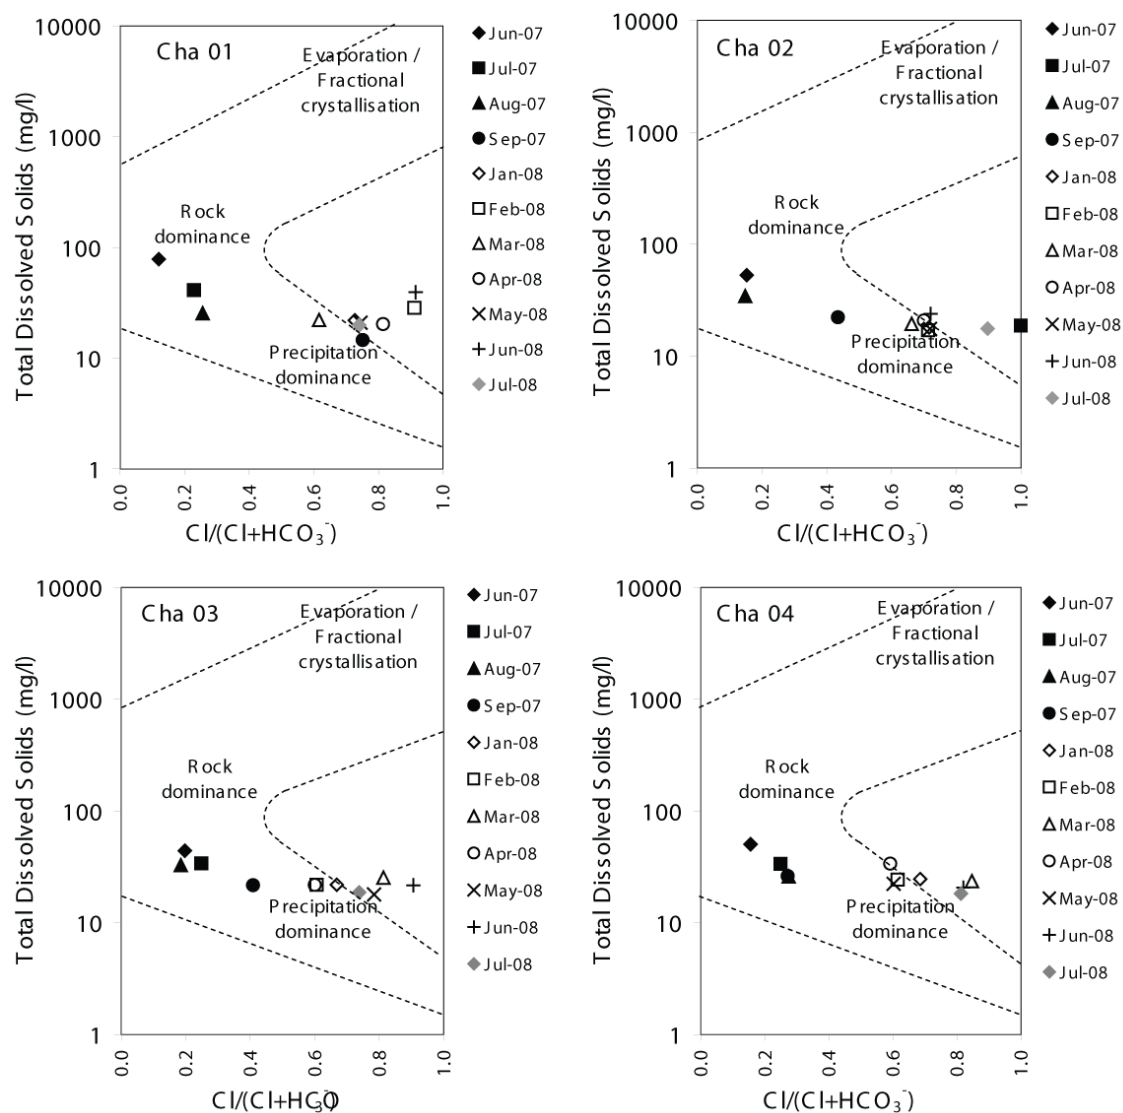 Cha 01
Total Dissolved Solids (mg/l)
10000
1000
100
10
1
Evaporation /
Fractional
crystallisation
Rock
dominance
Precipitation
dominance
0.0
0.2
0.4
0.6
0.8
1.0
Cl/(Cl+HCO3-)
Jun-07
Jul-07
Aug-07
Sep-07
Jan-08
Feb-08
Mar-08
Apr-08
May-08
Jun-08
Jul-08
Cha 02
Total Dissolved Solids (mg/l)
10000
1000
100
10
1
Evaporation /
Fractional
crystallisation
Rock
dominance
Precipitation
dominance
0.0
0.2
0.4
0.6
0.8
1.0
Cl/(Cl+HCO3-)
Jun-07
Jul-07
Aug-07
Sep-07
Jan-08
Feb-08
Mar-08
Apr-08
May-08
Jun-08
Jul-08
Cha 03
Total Dissolved Solids (mg/l)
10000
1000
100
10
1
Evaporation /
Fractional
crystallisation
Rock
dominance
Precipitation
dominance
0.0
0.2
0.4
0.6
0.8
1.0
Cl/(Cl+HCO3-)
Jun-07
Jul-07
Aug-07
Sep-07
Jan-08
Feb-08
Mar-08
Apr-08
May-08
Jun-08
Jul-08
Cha 04
Total Dissolved Solids (mg/l)
10000
1000
100
10
1
Evaporation /
Fractional
crystallisation
Rock
dominance
Precipitation
dominance
0.0
0.2
0.4
0.6
0.8
1.0
Cl/(Cl+HCO3-)
Jun-07
Jul-07
Aug-07
Sep-07
Jan-08
Feb-08
Mar-08
Apr-08
May-08
Jun-08
Jul-08